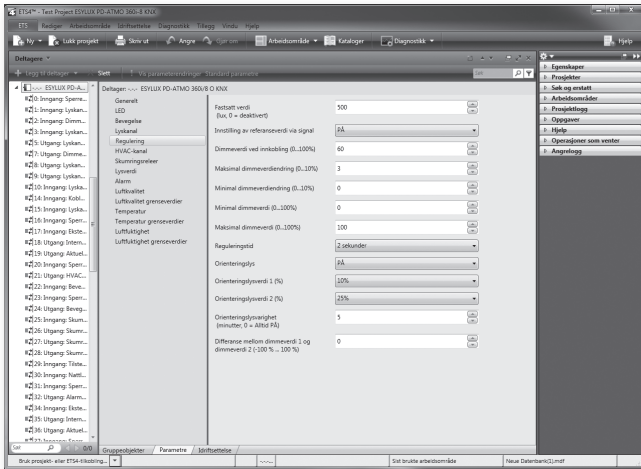 ETS4™ - Test Project ESYLUX PD-ATMO 360i-8 KNX
ETS Rediger Arbeidsområde Idriftsettelse Diagnostikk Tillegg Vindu Hjelp
Ny Lukk prosjekt Skriv ut Angre Gjør om Arbeidsområde Kataloger Diagnostikk Hjelp
Deltagere
Legg til deltager Slett Vis parameterendringer Standard parametre Søk
-.-.- ESYLUX PD-A...
0: Inngang: Sperre...
1: Inngang: Lyskan...
2: Inngang: Dimm...
3: Inngang: Lyskan...
5: Utgang: Lyskan...
7: Utgang: Dimme...
8: Utgang: Lyskan...
9: Utgang: Lyskan...
10: Inngang: Lyska...
14: Inngang: Kobl...
15: Inngang: Lyska...
16: Inngang: Sperr...
17: Inngang: Ekste...
18: Utgang: Intern...
19: Utgang: Aktuel...
20: Inngang: Sperr...
21: Utgang: HVAC...
22: Inngang: Beve...
23: Inngang: Sperr...
24: Utgang: Beveg...
25: Inngang: Skum...
26: Utgang: Skumr...
27: Utgang: Skumr...
28: Utgang: Skumr...
29: Inngang: Tilste...
30: Inngang: Nattl...
31: Inngang: Sperr...
32: Utgang: Alarm...
34: Inngang: Ekste...
35: Utgang: Intern...
36: Utgang: Aktuel...
Søk 0/0
Deltager: -.-.- ESYLUX PD-ATMO 360i/8 O KNX
Generelt
LED
Bevegelse
Lyskanal
Regulering
HVAC-kanal
Skumringsreleer
Lysverdi
Alarm
Luftkvalitet
Luftkvalitet grenseverdier
Temperatur
Temperatur grenseverdier
Luftfuktighet
Luftfuktighet grenseverdier
Fastsatt verdi
(lux, 0 = deaktivert) 500
Innstilling av referanseverdi via signal PÅ
Dimmeverdi ved innkobling (0...100%) 60
Maksimal dimmeverdiendring (0...10%) 3
Minimal dimmeverdiendring (0...10%) 0
Minimal dimmeverdi (0...100%) 0
Maksimal dimmeverdi (0...100%) 100
Reguleringstid 2 sekunder
Orienteringslys PÅ
Orienteringslysverdi 1 (%) 10%
Orienteringslysverdi 2 (%) 25%
Orienteringslysvarighet
(minutter, 0 = Alltid PÅ) 5
Differanse mellom dimmeverdi 1 og
dimmeverdi 2 (-100 % ... 100 %) 0
Gruppeobjekter Parametre Idriftsettelse
Egenskaper
Prosjekter
Søk og erstatt
Arbeidsområder
Prosjektlogg
Oppgaver
Hjelp
Operasjoner som venter
Angrelogg
Bruk prosjekt- eller ETS4-tilkobling... -.-.-... Sist brukte arbeidsområde Neue Datenbank(1).mdf